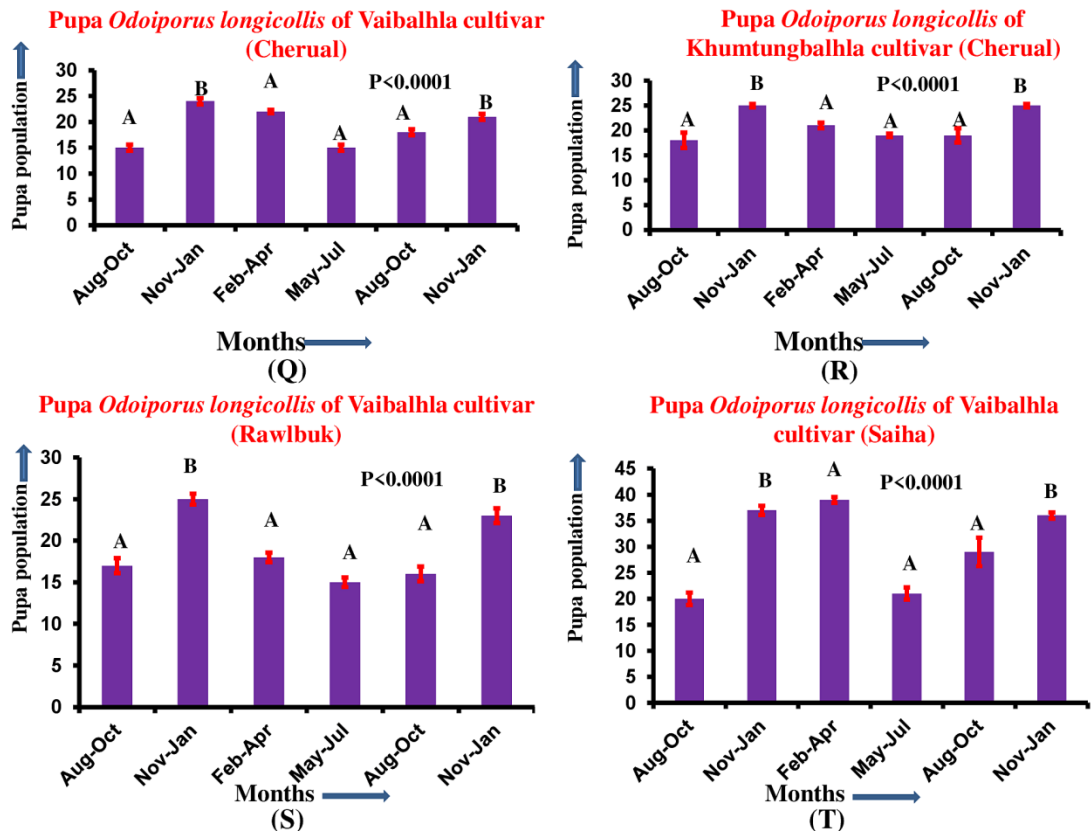 Pupa Odoiporus longicollis of Vaibalhla cultivar
(Cherual)
Pupa population
30
25
20
15
10
5
0
A
B
A
P<0.0001
A
A
B
Aug-Oct
Nov-Jan
Feb-Apr
May-Jul
Aug-Oct
Nov-Jan
Months
(Q)
Pupa Odoiporus longicollis of
Khumtungbalhla cultivar (Cherual)
Pupa population
30
25
20
15
10
5
0
A
B
A
P<0.0001
A
A
B
Aug-Oct
Nov-Jan
Feb-Apr
May-Jul
Aug-Oct
Nov-Jan
Months
(R)
Pupa Odoiporus longicollis of Vaibalhla cultivar
(Rawlbuk)
Pupa population
30
25
20
15
10
5
0
A
B
A
P<0.0001
A
A
B
Aug-Oct
Nov-Jan
Feb-Apr
May-Jul
Aug-Oct
Nov-Jan
Months
(S)
Pupa Odoiporus longicollis of Vaibalhla
cultivar (Saiha)
Pupa population
45
40
35
30
25
20
15
10
5
0
A
B
A
P<0.0001
A
A
B
Aug-Oct
Nov-Jan
Feb-Apr
May-Jul
Aug-Oct
Nov-Jan
Months
(T)